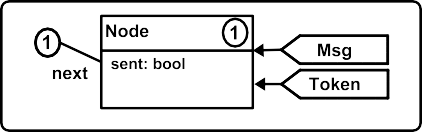 Node
1
1
Msg
next
sent: bool
Token